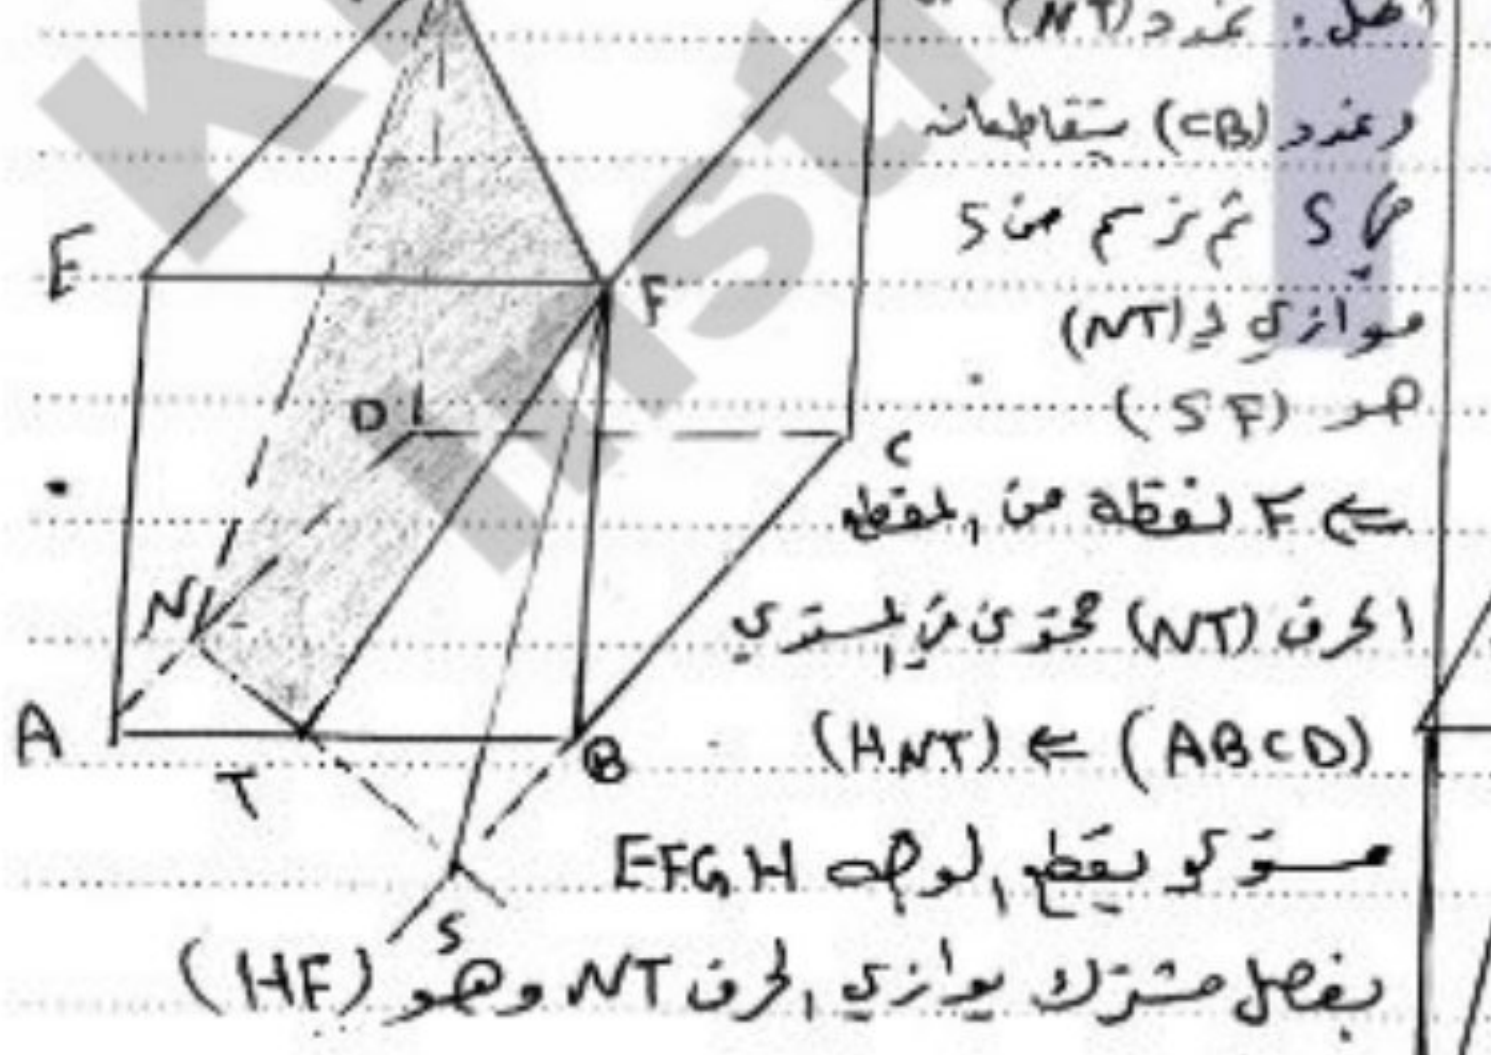 الحل: نمدد (NT)
ونمدد (CB) يتقاطعان
في S ثم نرسم من S
موازي لـ (NT)
هو (SF)
⇐ F نقطة من المقطع
الحرف (NT) محتوى في المستوي
(ABCD) ⇐ (HNT)
مستو يقطع الوجه EFGH
بفصل مشترك يوازي الحرف NT وهو (HF)
E
F
D
C
N
A
T
B
S